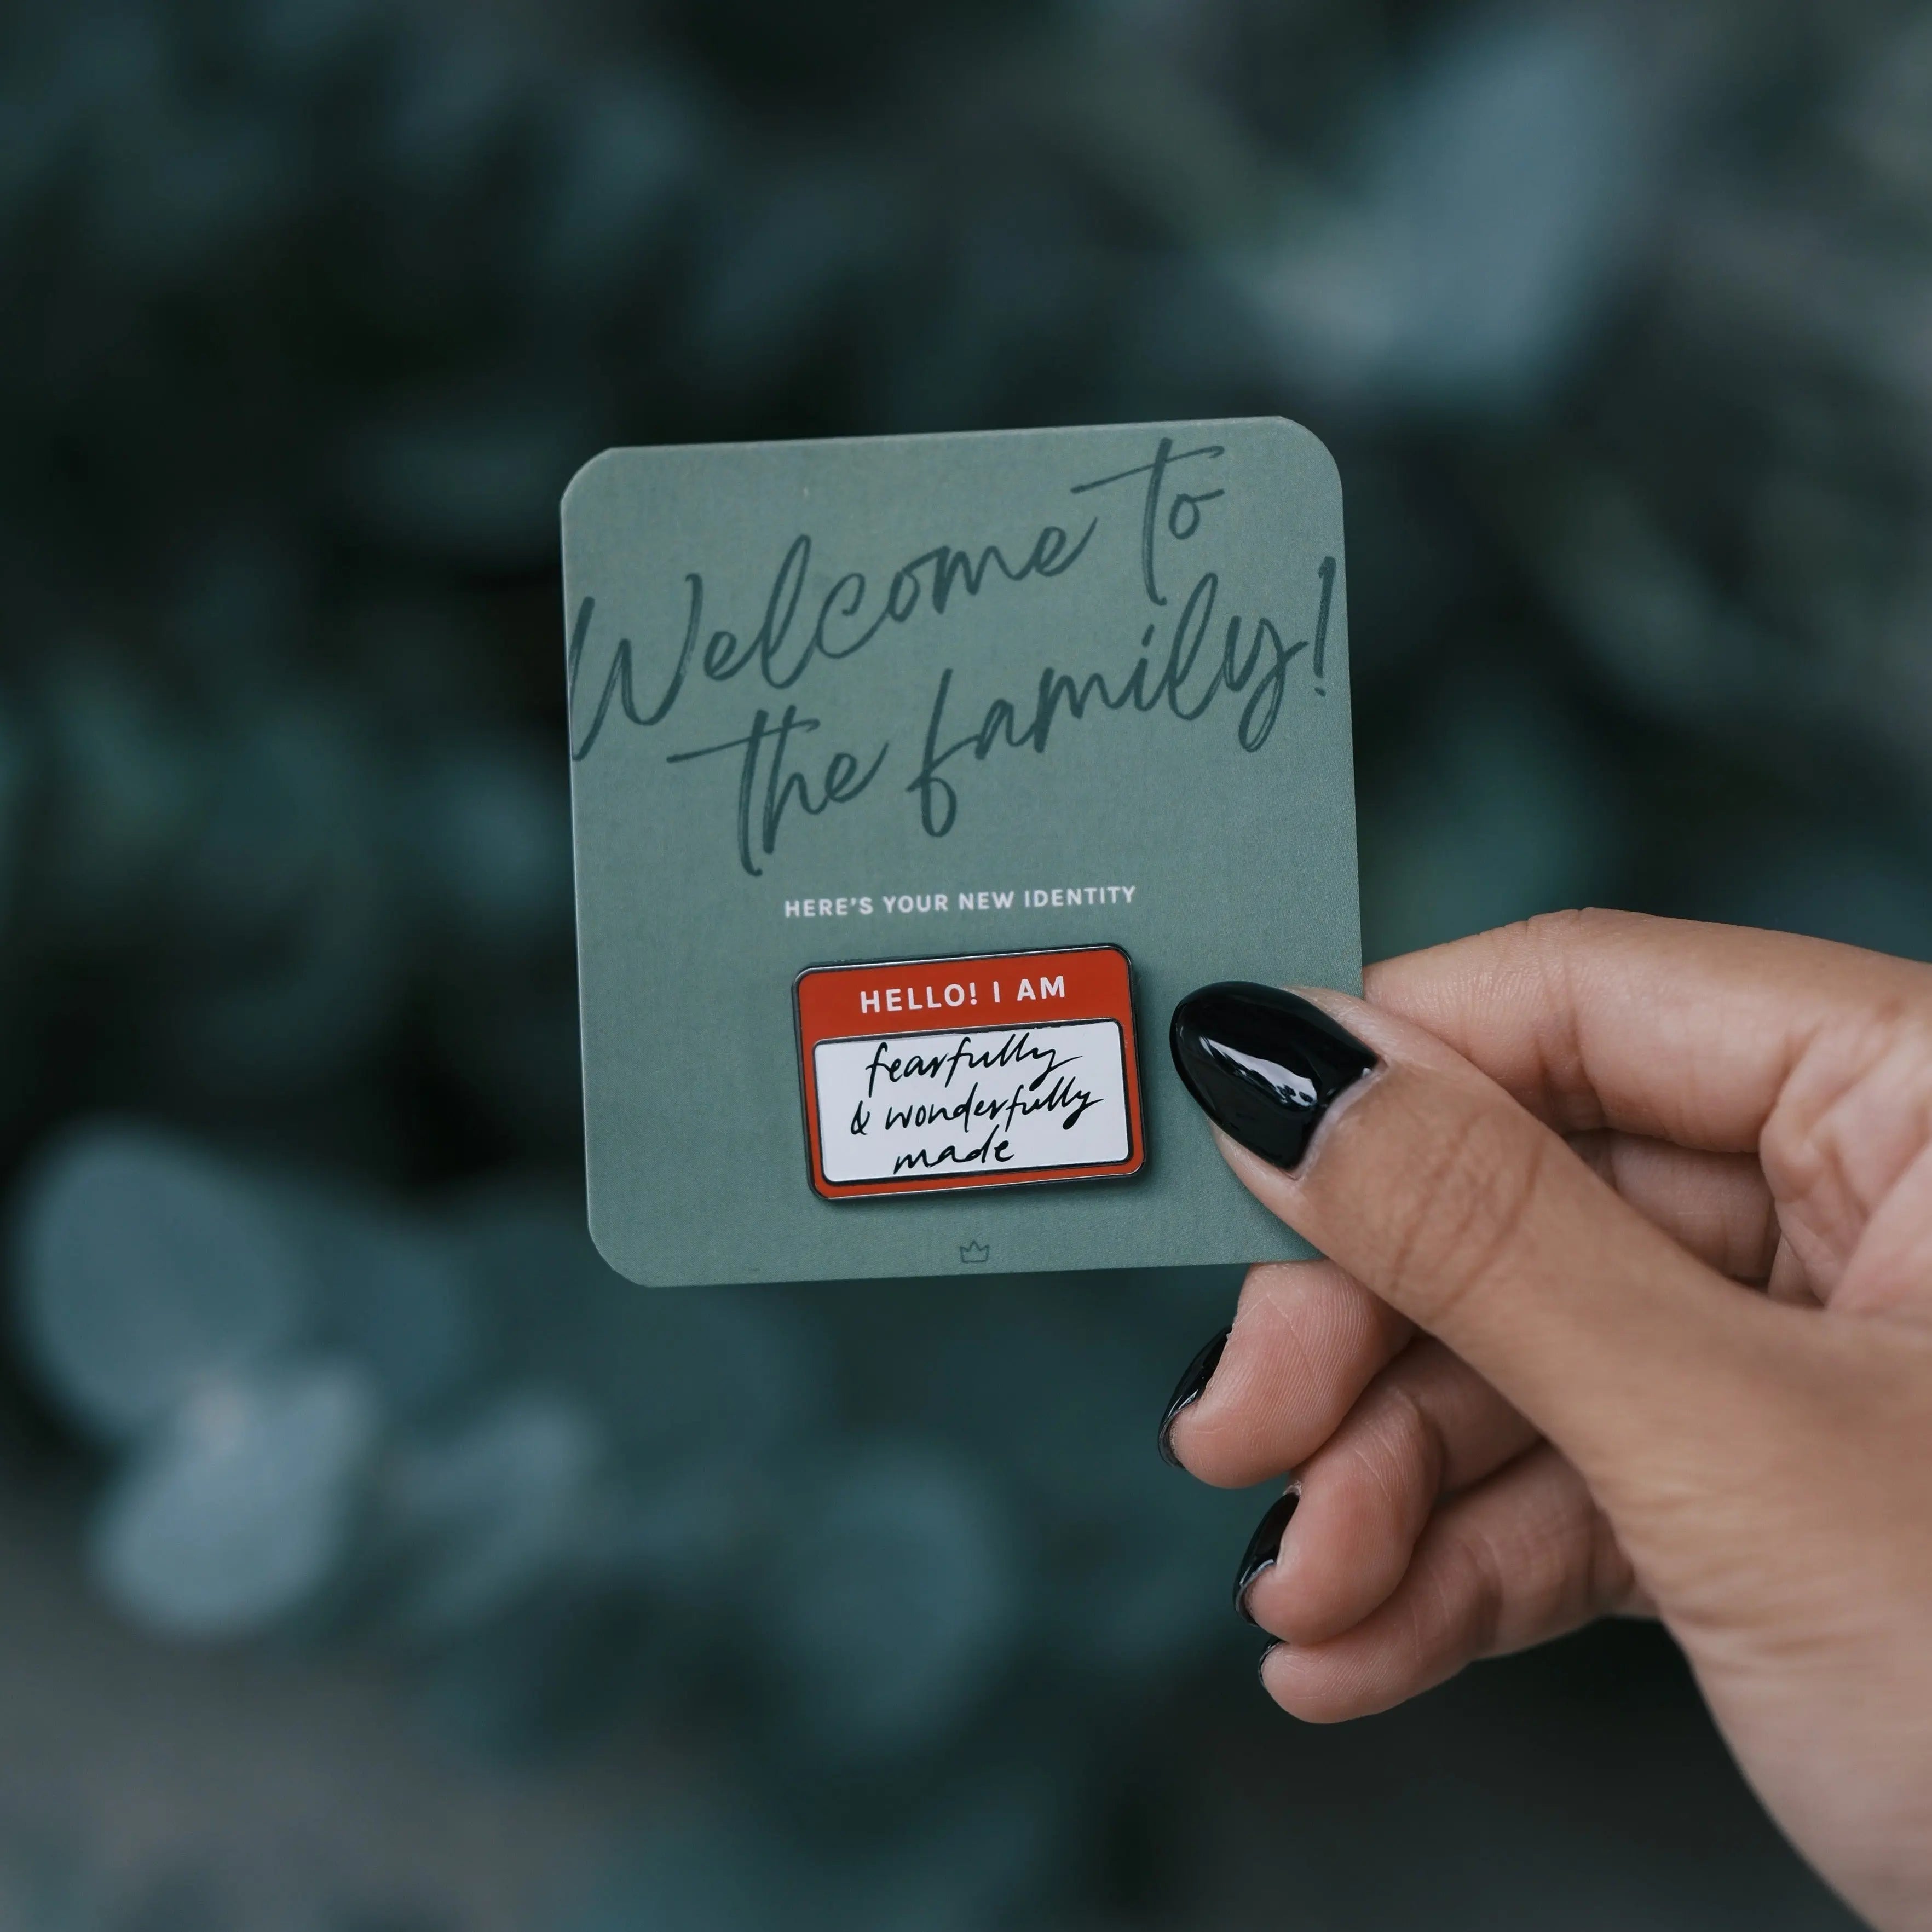 Welcome to
the family!
HERE'S YOUR NEW IDENTITY
HELLO! I AM
fearfully
& wonderfully
made